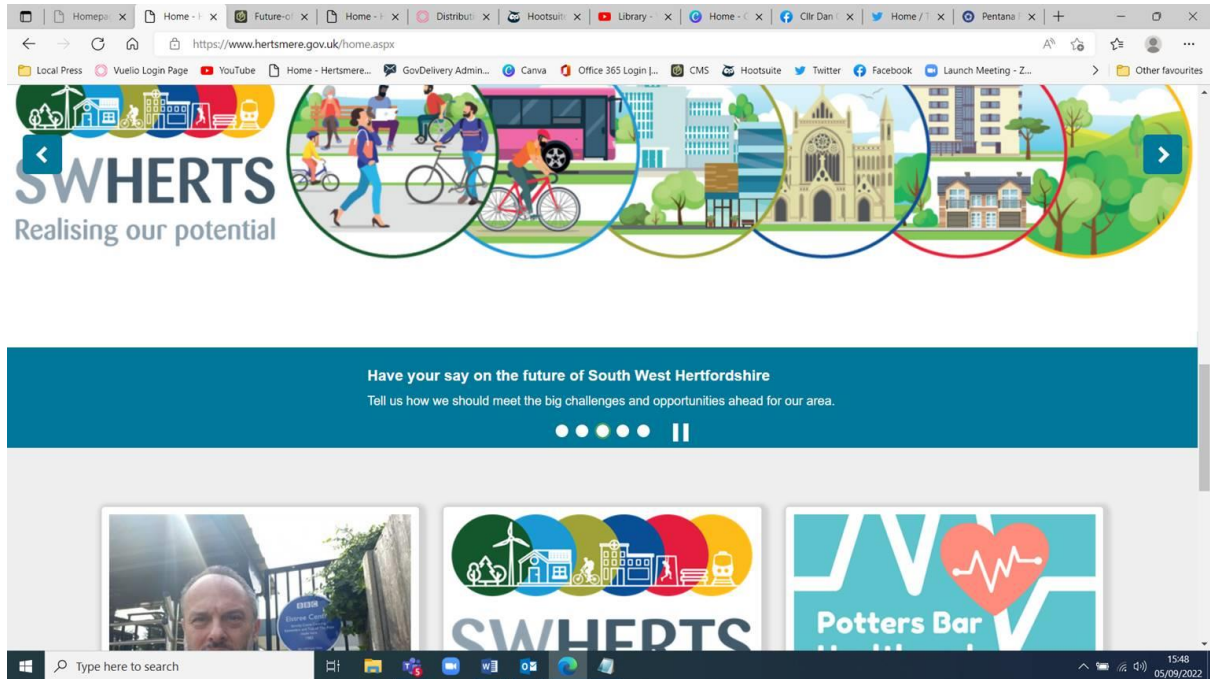 Homepa
Home - H
Future-of
Home - H
Distributi
Hootsuite
Library -
Home - C
Cllr Dan
Home / T
Pentana
https://www.hertsmere.gov.uk/home.aspx
Local Press
Vuelio Login Page
YouTube
Home - Hertsmere...
GovDelivery Admin...
Canva
Office 365 Login |...
CMS
Hootsuite
Twitter
Facebook
Launch Meeting - Z...
Other favourites
SWHERTS
Realising our potential
Have your say on the future of South West Hertfordshire
Tell us how we should meet the big challenges and opportunities ahead for our area.
BBC
Elstree Centre
SWHERTS
Potters Bar
Type here to search
15:48
05/09/2022